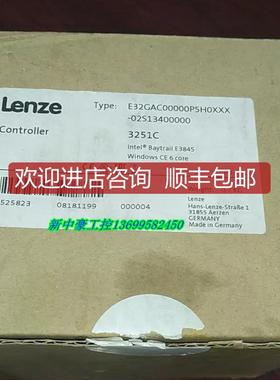 Lenze
Type: E32GAC00000P5H0XXX
-02S13400000
Controller
3251C
Intel® Baytrail E3845
Windows CE 6 core
欢迎进店咨询 顺丰包邮
525823 08181199 000004
Lenze
Hans-Lenze-Straße 1
31855 Aerzen
GERMANY
Made in GERMANY
新中豪工控13699582450